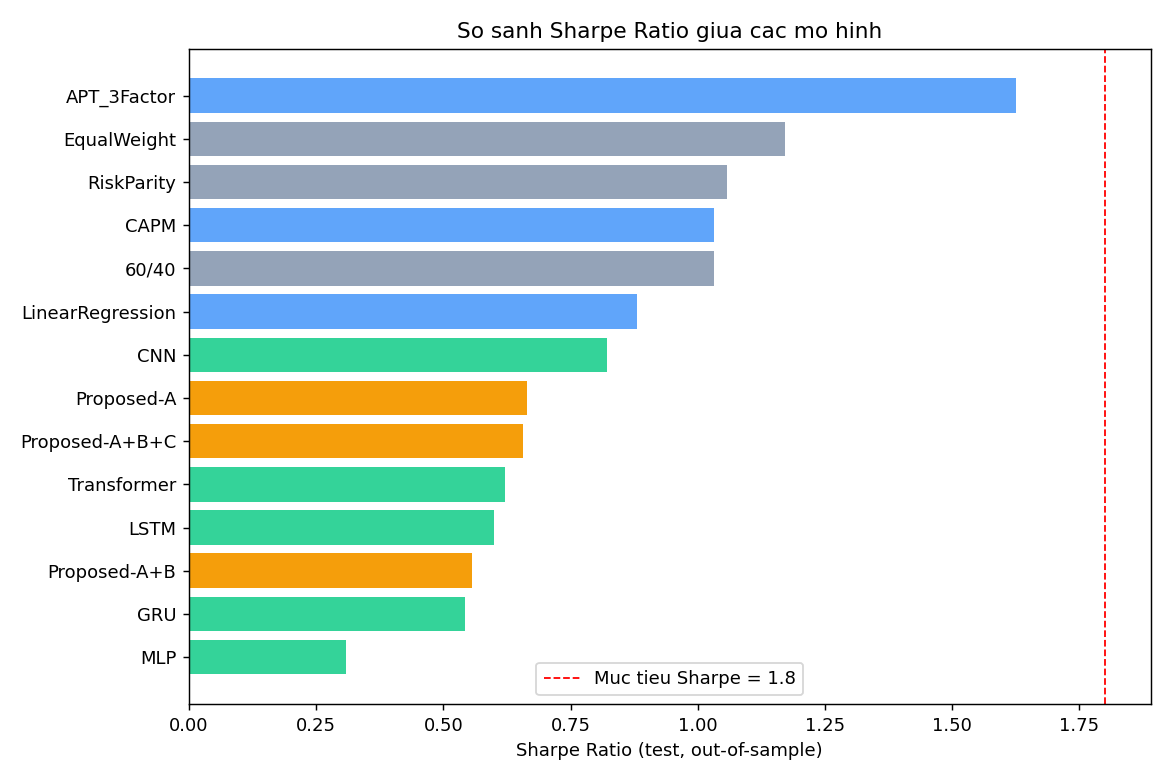 So sanh Sharpe Ratio giua cac mo hinh
APT_3Factor
EqualWeight
RiskParity
CAPM
60/40
LinearRegression
CNN
Proposed-A
Proposed-A+B+C
Transformer
LSTM
Proposed-A+B
GRU
MLP
Muc tieu Sharpe = 1.8
0.00 0.25 0.50 0.75 1.00 1.25 1.50 1.75
Sharpe Ratio (test, out-of-sample)